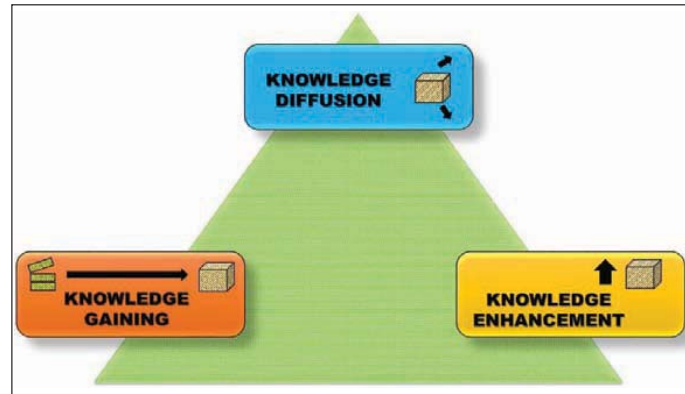 KNOWLEDGE
DIFFUSION
KNOWLEDGE
GAINING
KNOWLEDGE
ENHANCEMENT